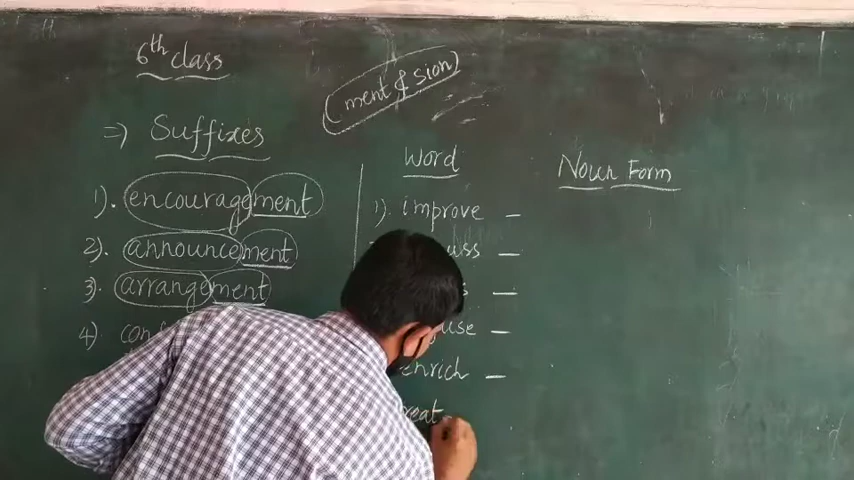 6th class
ment & sion
=> Suffixes
1). encouragement
2). announcement
3) arrangement
4)
Word
1). improve –
–
–
–
enrich –
Noun Form